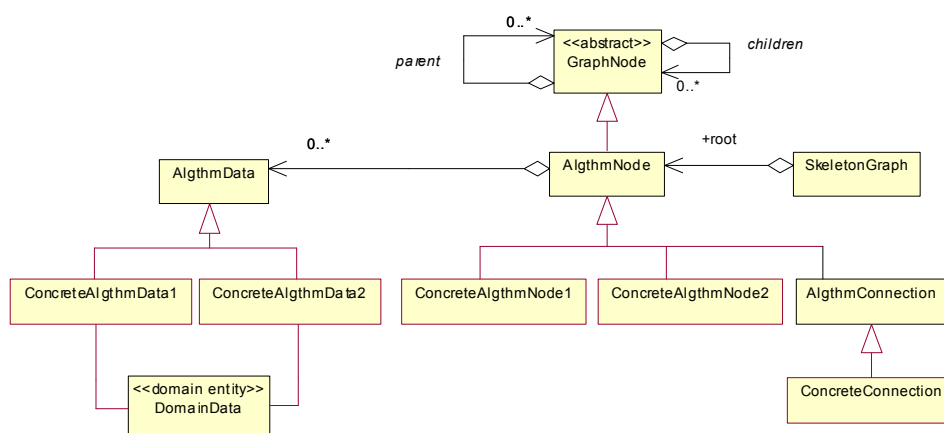 0..*
<<abstract>>
GraphNode
children
parent
0..*
+root
0..*
AlgthmData
AlgthmNode
SkeletonGraph
ConcreteAlgthmData1
ConcreteAlgthmData2
ConcreteAlgthmNode1
ConcreteAlgthmNode2
AlgthmConnection
<<domain entity>>
DomainData
ConcreteConnection